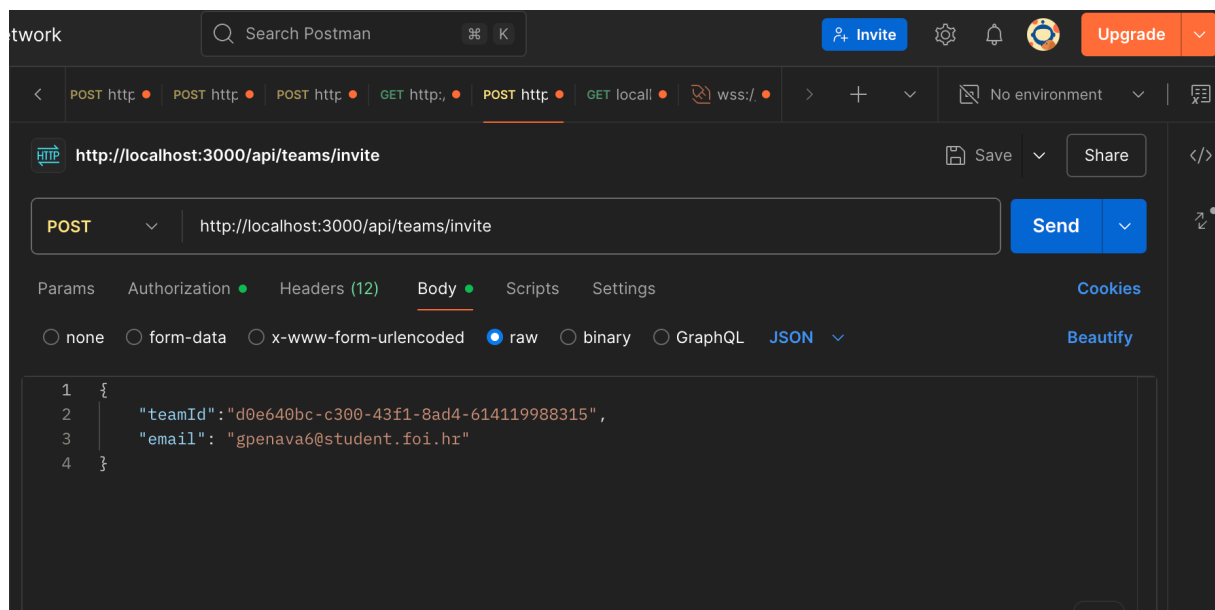 etwork
Search Postman ⌘ K
Invite
Upgrade
POST http
POST http
POST http
GET http:,
POST http
GET locall
wss:/
No environment
HTTP http://localhost:3000/api/teams/invite
Save
Share
</>
POST http://localhost:3000/api/teams/invite
Send
Params Authorization Headers (12) Body Scripts Settings Cookies
none form-data x-www-form-urlencoded raw binary GraphQL JSON Beautify
1 {
2 "teamId":"d0e640bc-c300-43f1-8ad4-614119988315",
3 "email": "gpenava6@student.foi.hr"
4 }